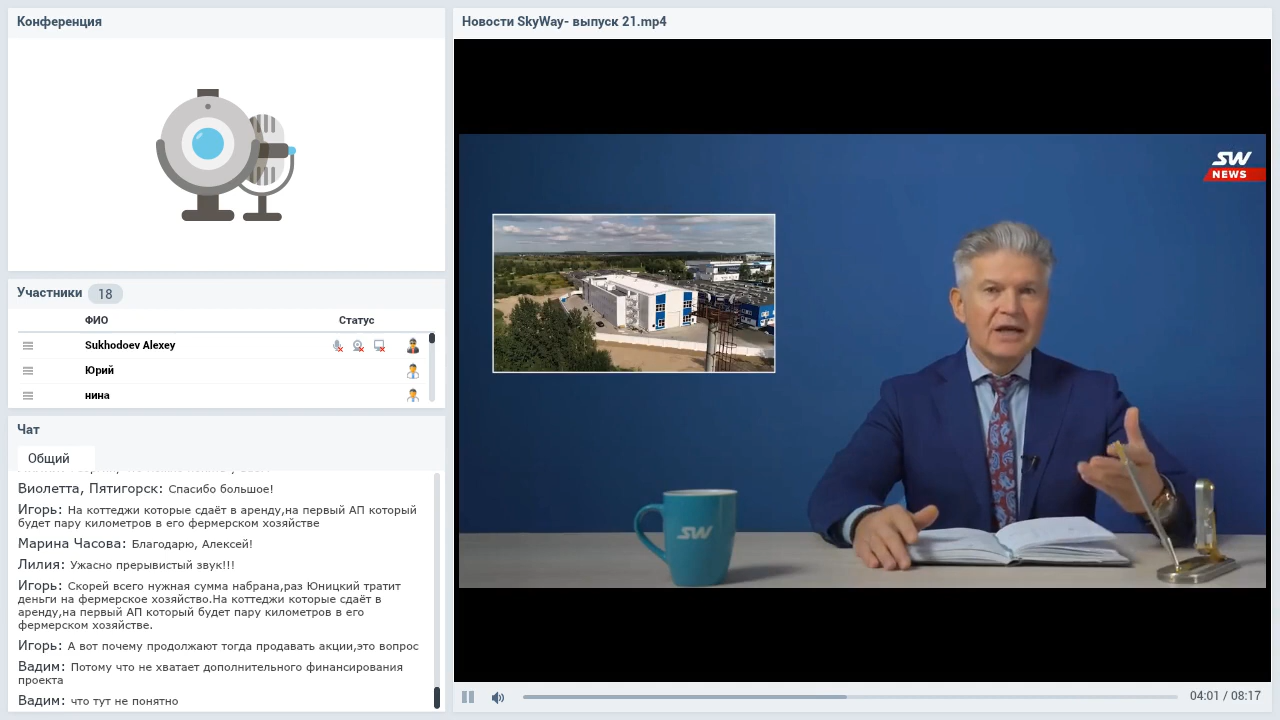 Конференция
Участники 18
ФИО Статус
Sukhodoev Alexey
Юрий
нина
Чат
Общий
Виолетта, Пятигорск: Спасибо большое!
Игорь: На коттеджи которые сдаёт в аренду,на первый АП который
будет пару километров в его фермерском хозяйстве
Марина Часова: Благодарю, Алексей!
Лилия: Ужасно прерывистый звук!!!
Игорь: Скорей всего нужная сумма набрана,раз Юницкий тратит
деньги на фермерское хозяйство.На коттеджи которые сдаёт в
аренду,на первый АП который будет пару километров в его
фермерском хозяйстве.
Игорь: А вот почему продолжают тогда продавать акции,это вопрос
Вадим: Потому что не хватает дополнительного финансирования
проекта
Вадим: что тут не понятно
Новости SkyWay- выпуск 21.mp4
SW
NEWS
SW
04:01 / 08:17